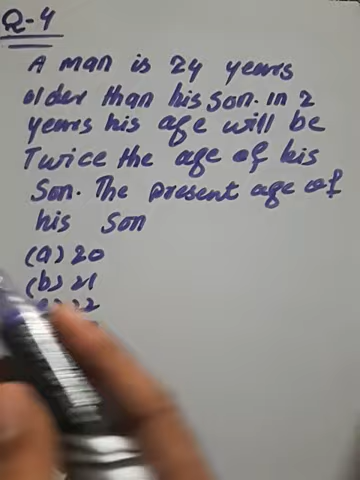 Q-4
A man is 24 years
older than his son. in 2
years his age will be
Twice the age of his
Son. The present age of
his Son
(a) 20
(b) 21
22